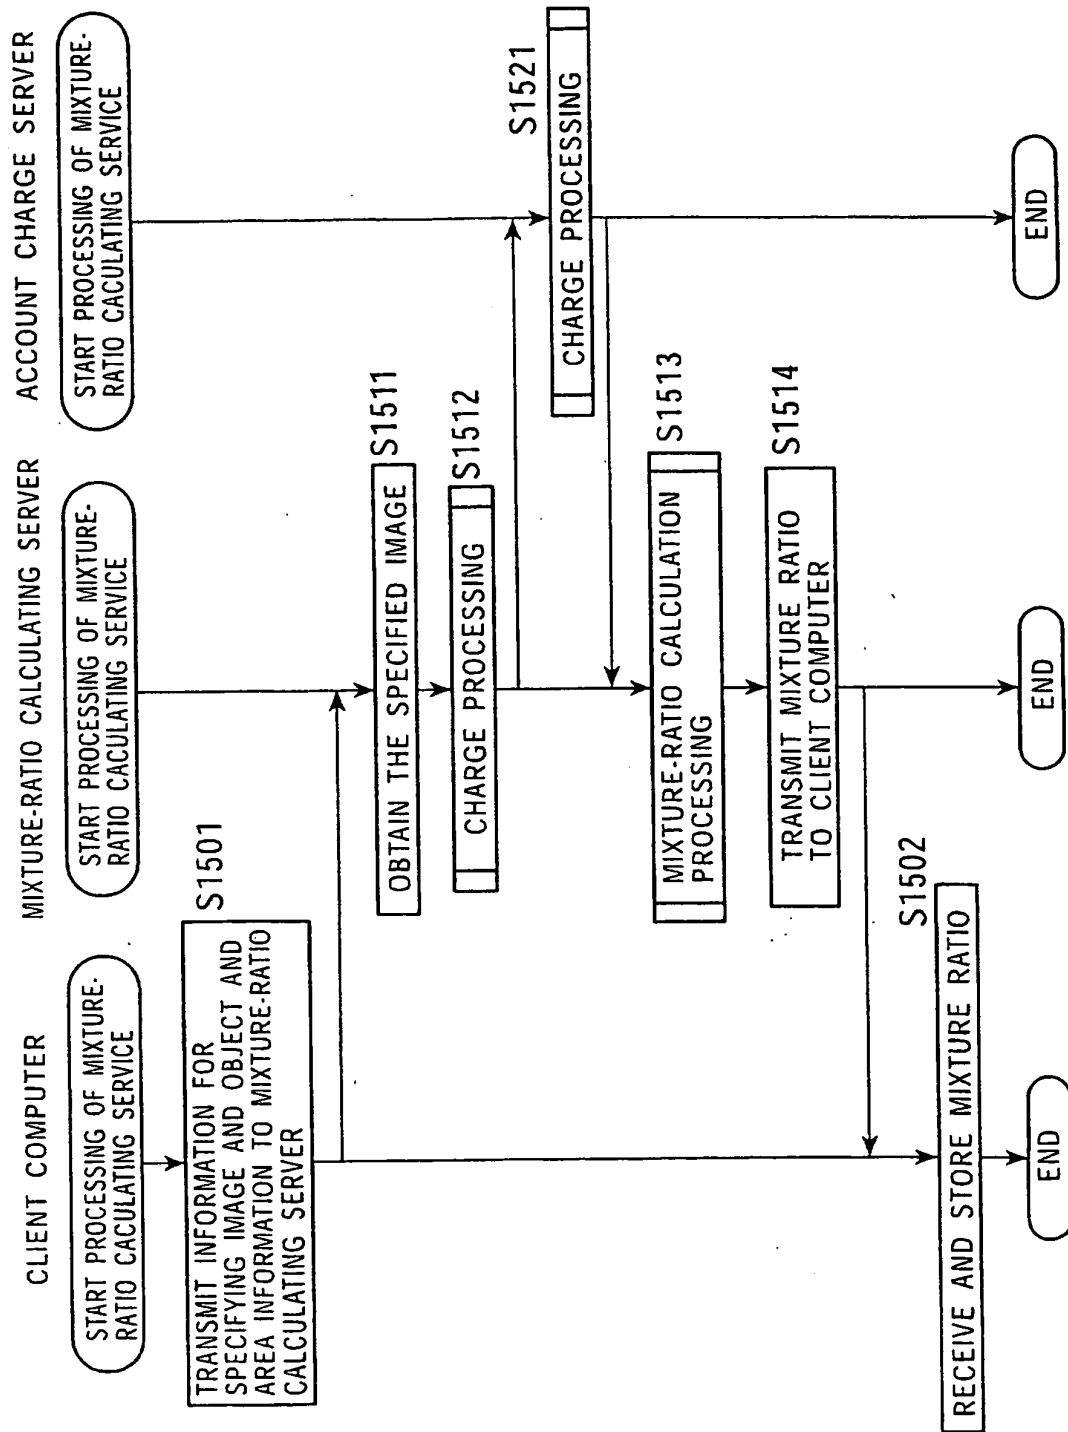 CLIENT COMPUTER
START PROCESSING OF MIXTURE-
RATIO CACULATING SERVICE
S1501
TRANSMIT INFORMATION FOR
SPECIFYING IMAGE AND OBJECT AND
AREA INFORMATION TO MIXTURE-RATIO
CALCULATING SERVER
S1502
RECEIVE AND STORE MIXTURE RATIO
END
MIXTURE-RATIO CALCULATING SERVER
START PROCESSING OF MIXTURE-
RATIO CACULATING SERVICE
S1511
OBTAIN THE SPECIFIED IMAGE
S1512
CHARGE PROCESSING
S1513
MIXTURE-RATIO CALCULATION
PROCESSING
S1514
TRANSMIT MIXTURE RATIO
TO CLIENT COMPUTER
END
ACCOUNT CHARGE SERVER
START PROCESSING OF MIXTURE-
RATIO CACULATING SERVICE
S1521
CHARGE PROCESSING
END